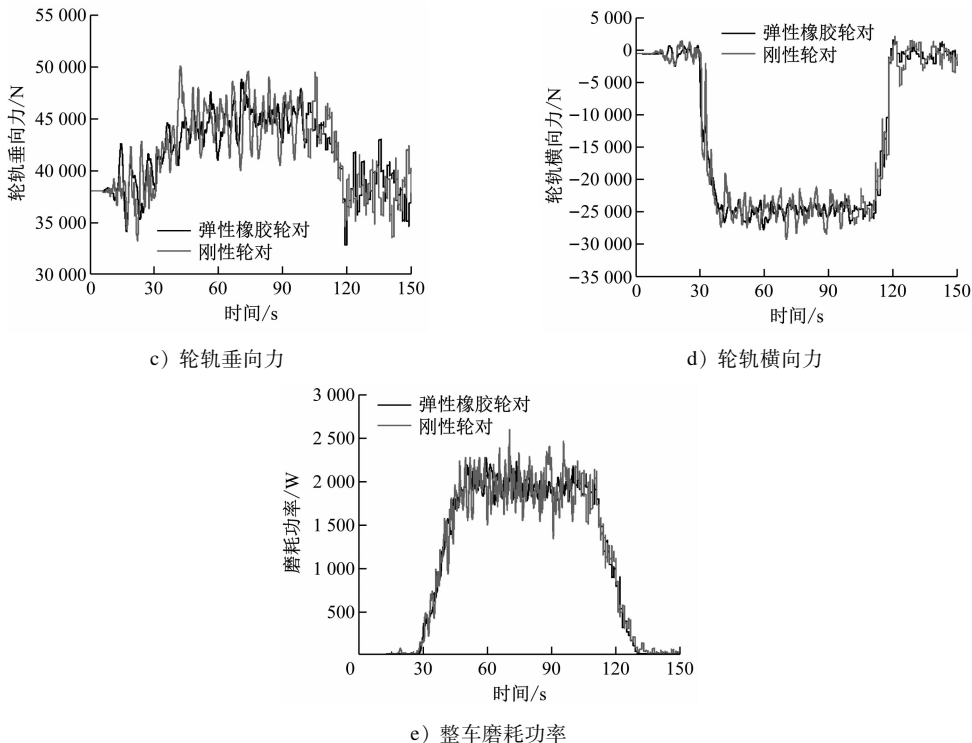 55 000
50 000
45 000
40 000
35 000
30 000
轮轨垂向力/N
弹性橡胶轮对
刚性轮对
0 30 60 90 120 150
时间/s
c) 轮轨垂向力
5 000
0
−5 000
−10 000
−15 000
−20 000
−25 000
−30 000
−35 000
轮轨横向力/N
弹性橡胶轮对
刚性轮对
0 30 60 90 120 150
时间/s
d) 轮轨横向力
3 000
2 500
2 000
1 500
1 000
500
磨耗功率/W
弹性橡胶轮对
刚性轮对
0 30 60 90 120 150
时间/s
e) 整车磨耗功率